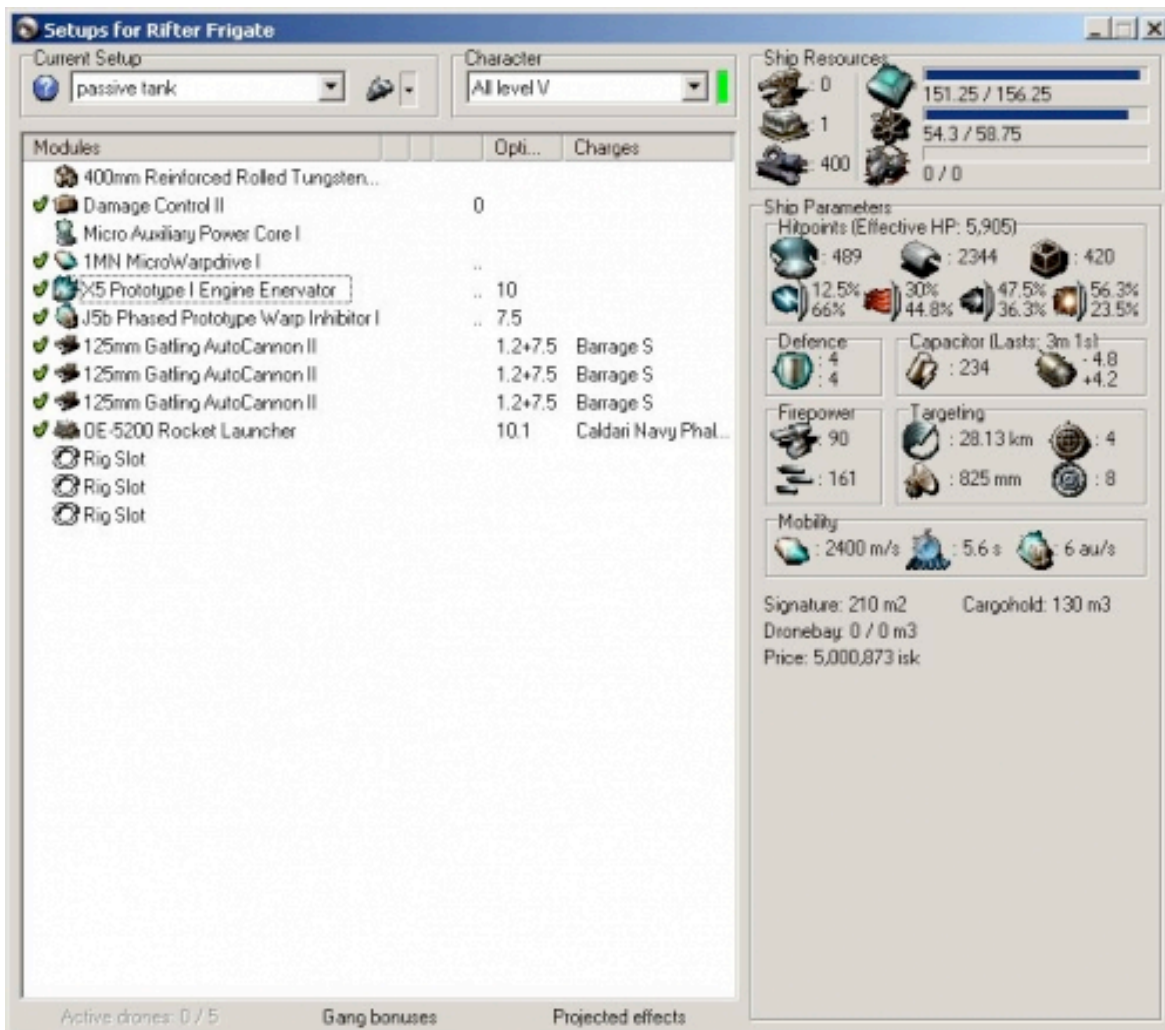 Setups for Rifter Frigate
Current Setup
passive tank
Character
All level V
Modules Opti... Charges
400mm Reinforced Rolled Tungsten...
Damage Control II 0
Micro Auxiliary Power Core I
1MN MicroWarpdrive I ..
X5 Prototype I Engine Enervator .. 10
J5b Phased Prototype Warp Inhibitor I .. 7.5
125mm Gatling AutoCannon II 1.2+7.5 Barrage S
125mm Gatling AutoCannon II 1.2+7.5 Barrage S
125mm Gatling AutoCannon II 1.2+7.5 Barrage S
OE-5200 Rocket Launcher 10,1 Caldari Navy Phal...
Rig Slot
Rig Slot
Rig Slot
Active drones: 0 / 5 Gang bonuses Projected effects
Ship Resources
: 0 151.25 / 156.25
: 1 54.3 / 58.75
: 400 0 / 0
Ship Parameters
Hitpoints (Effective HP: 5,905)
: 489 : 2344 : 420
12.5% 30% 47.5% 56.3%
66% 44.8% 36.3% 23.5%
Defence
: 4
: 4
Capacitor (Lasts: 3m 1s)
: 234 - 4.8
+4.2
Firepower
: 90
: 161
Targeting
: 28.13 km : 4
: 825 mm : 8
Mobility
: 2400 m/s : 5.6 s : 6 au/s
Signature: 210 m2 Cargohold: 130 m3
Dronebay: 0 / 0 m3
Price: 5,000,873 isk